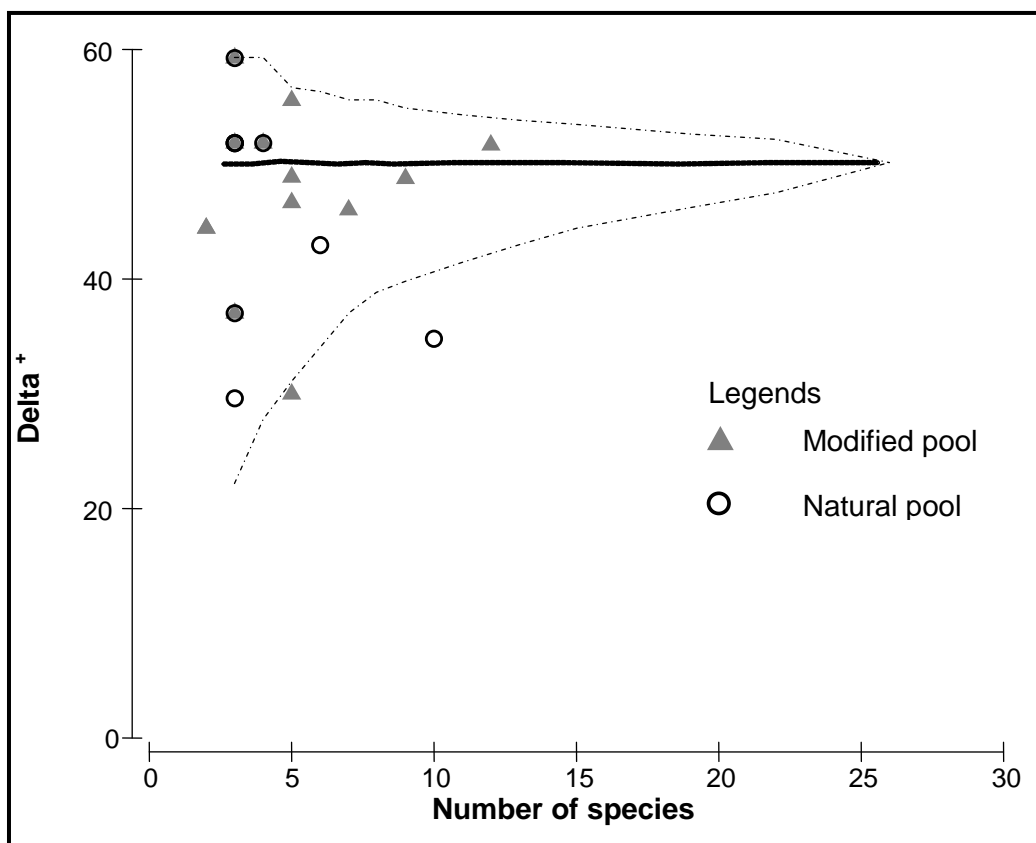 60
40
20
0
Delta +
0 5 10 15 20 25 30
Number of species
Legends
Modified pool
Natural pool